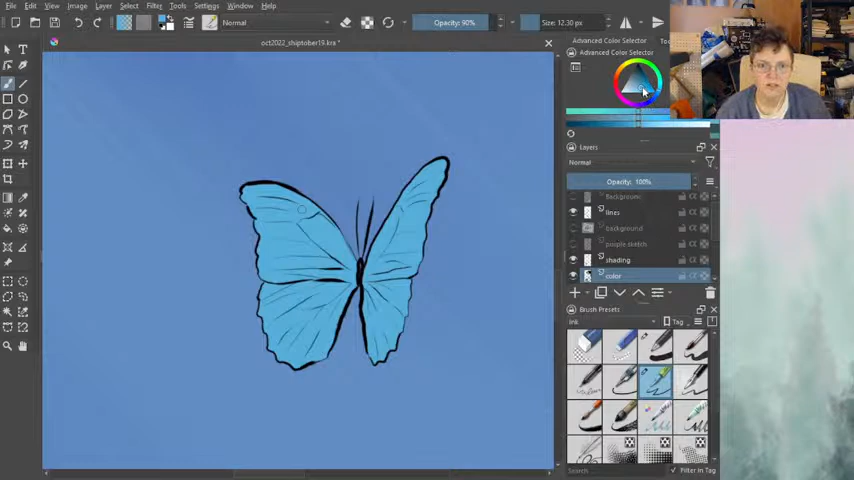 File Edit View Image Layer Select Filter Tools Settings Window Help
Normal
Opacity: 90%
Size: 12.30 px
oct2022_shiptober19.kra *
Advanced Color Selector
Advanced Color Selector
Layers
Normal
Opacity: 100%
Background
lines
background
people sketch
shading
color
Brush Presets
Ink
Tag
Search
Filter in Tag